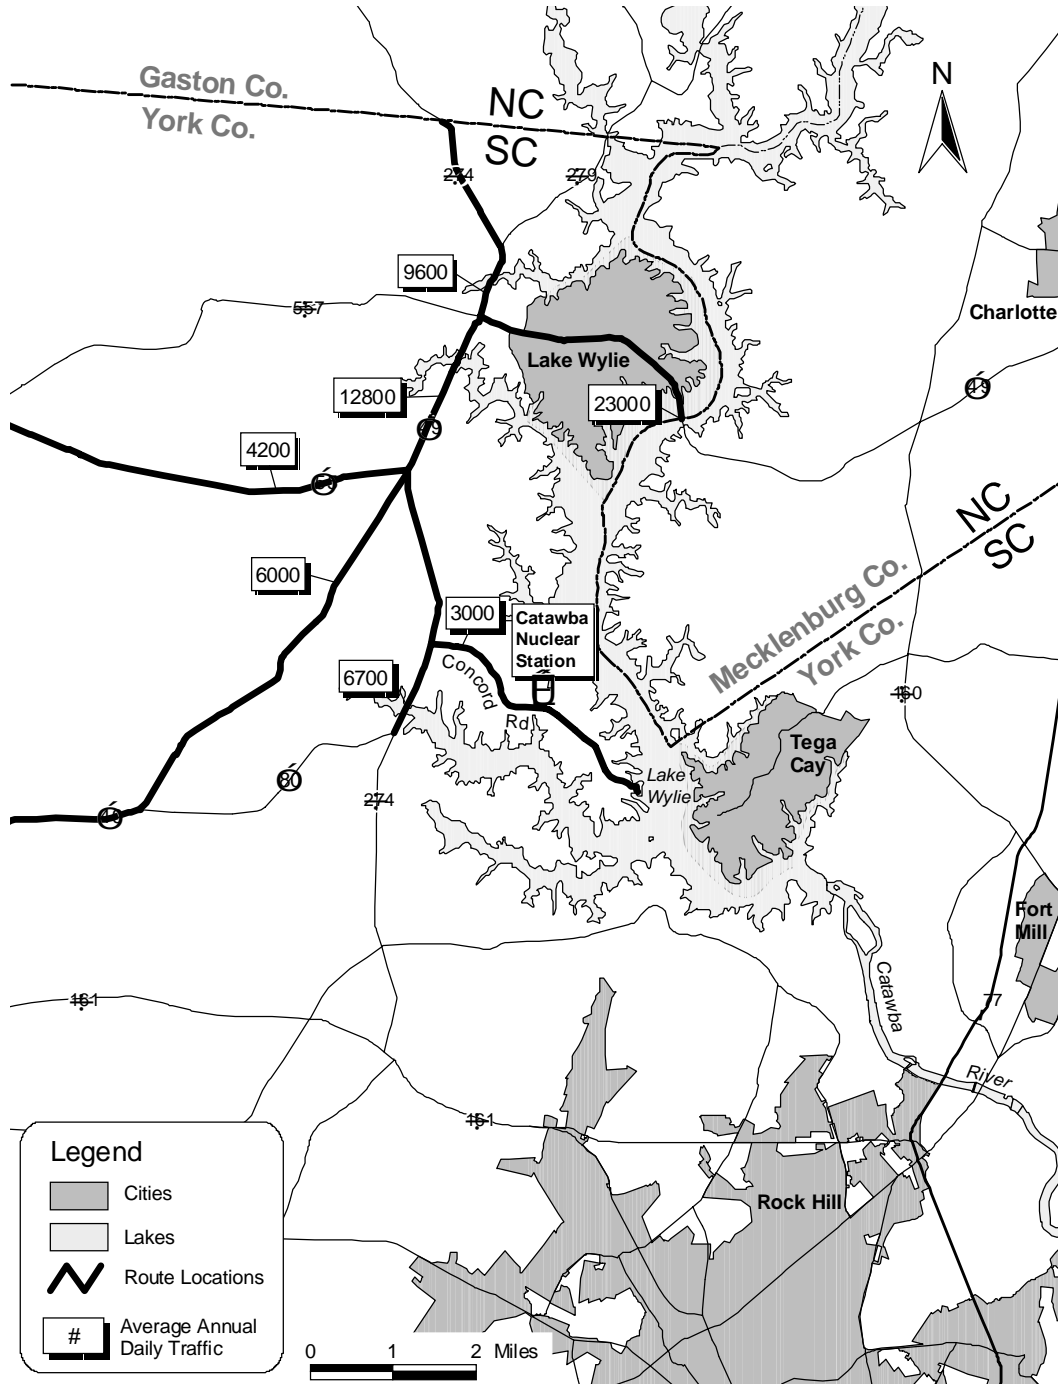 Gaston Co.
York Co.
NC
SC
N
274
279
9600
557
Charlotte
Lake Wylie
12800
23000
49
49
4200
NC
SC
6000
3000
Catawba
Nuclear
Station
Mecklenburg Co.
York Co.
6700
Concord
Rd
160
Tega
Cay
Lake
Wylie
80
274
49
Fort
Mill
Catawba
161
77
River
161
Rock Hill
Legend
Cities
Lakes
Route Locations
#
Average Annual
Daily Traffic
0 1 2 Miles